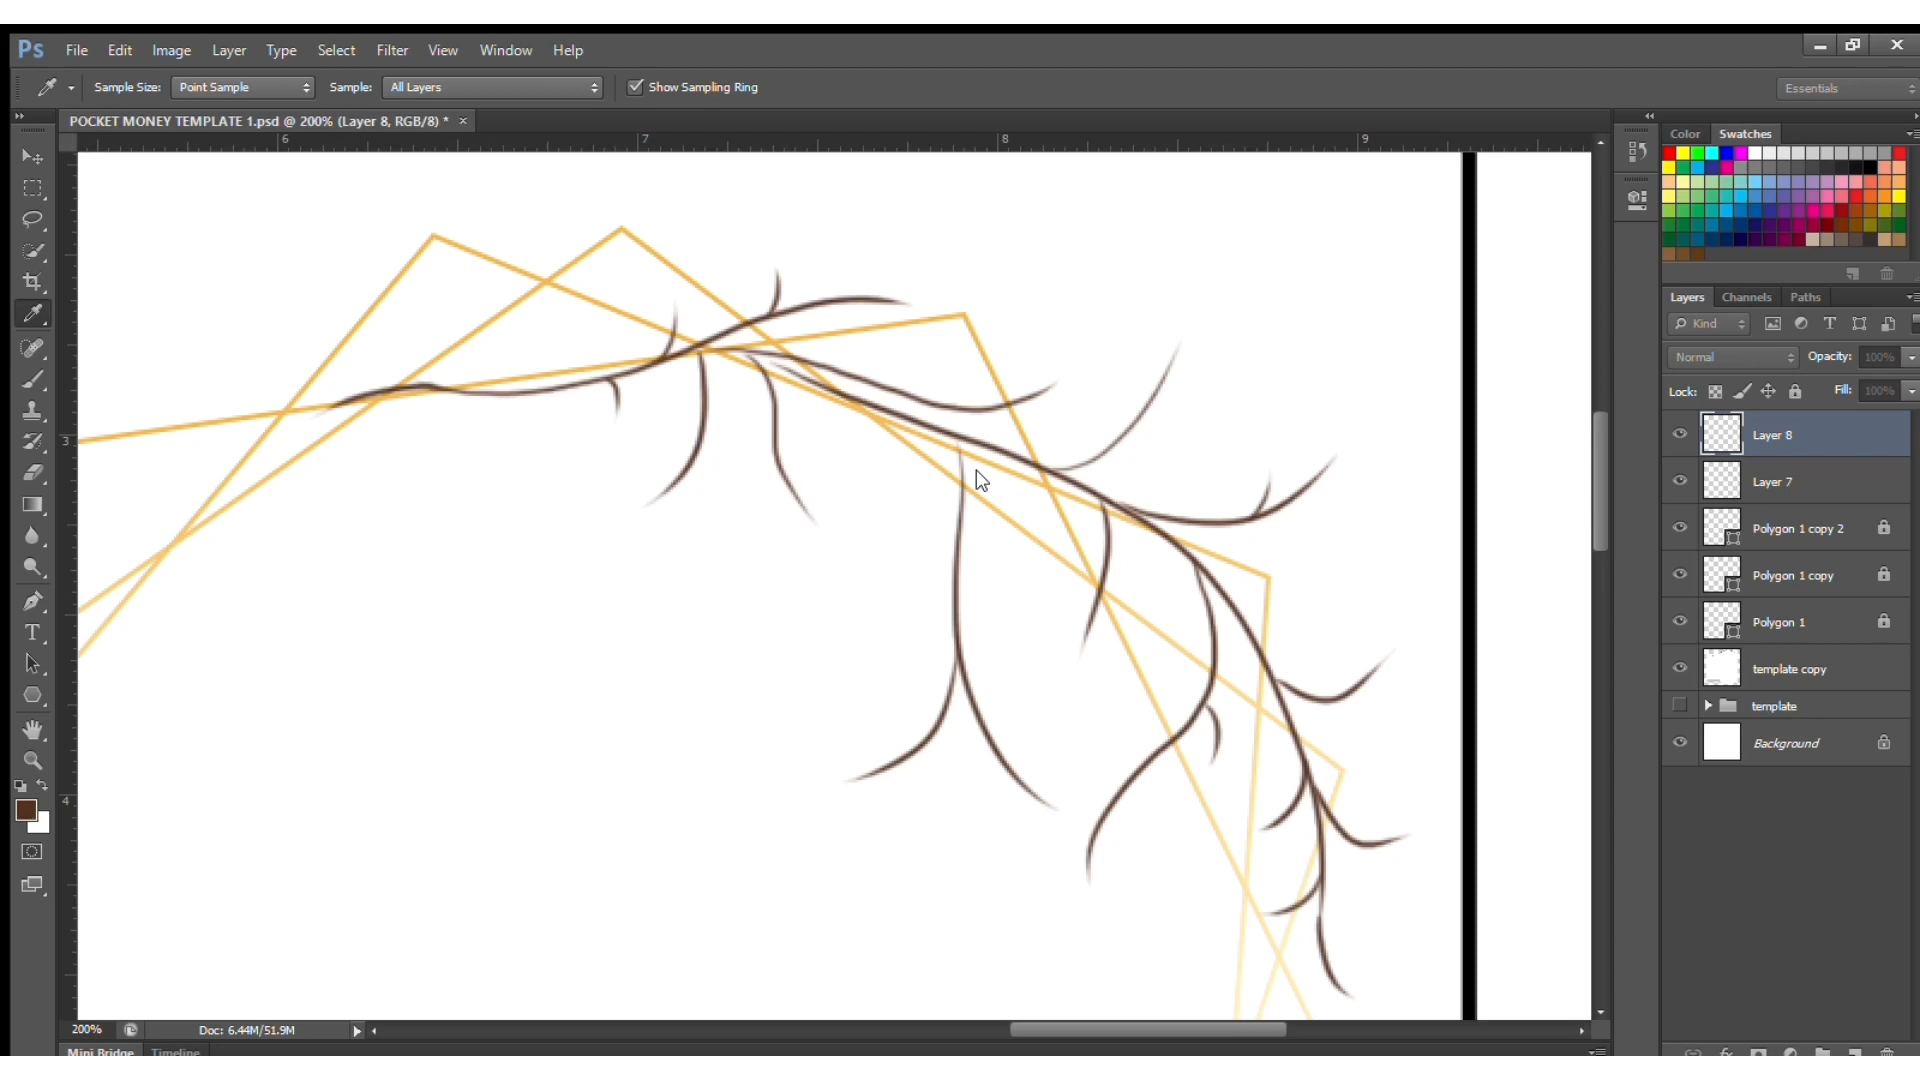 Ps File Edit Image Layer Type Select Filter View Window Help
Sample Size: Point Sample Sample: All Layers Show Sampling Ring Essentials
POCKET MONEY TEMPLATE 1.psd @ 200% (Layer 8, RGB/8) * ×
Color Swatches
6 7 8 9
Layers Channels Paths
Kind
Normal Opacity: 100%
Lock: Fill: 100%
Layer 8
3
Layer 7
Polygon 1 copy 2
Polygon 1 copy
Polygon 1
template copy
template
Background
4
200% Doc: 6.44M/51.9M
Mini Bridge Timeline